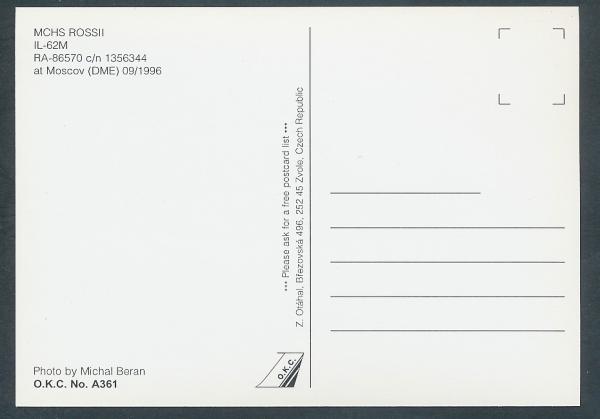 MCHS ROSSII
IL-62M
RA-86570 c/n 1356344
at Moscov (DME) 09/1996
*** Please ask for a free postcard list ***
Z. Otáhal, Březovská 496, 252 45 Zvole, Czech Republic
Photo by Michal Beran
O.K.C. No. A361
O.K.C.